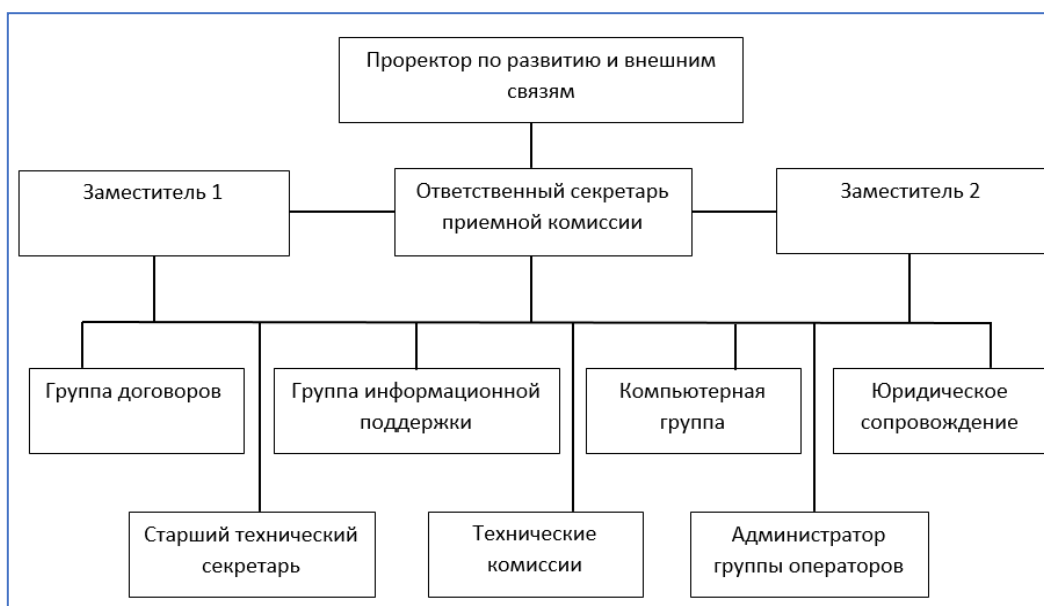 Проректор по развитию и внешним
связям
Заместитель 1
Ответственный секретарь
приемной комиссии
Заместитель 2
Группа договоров
Группа информационной
поддержки
Компьютерная
группа
Юридическое
сопровождение
Старший технический
секретарь
Технические
комиссии
Администратор
группы операторов